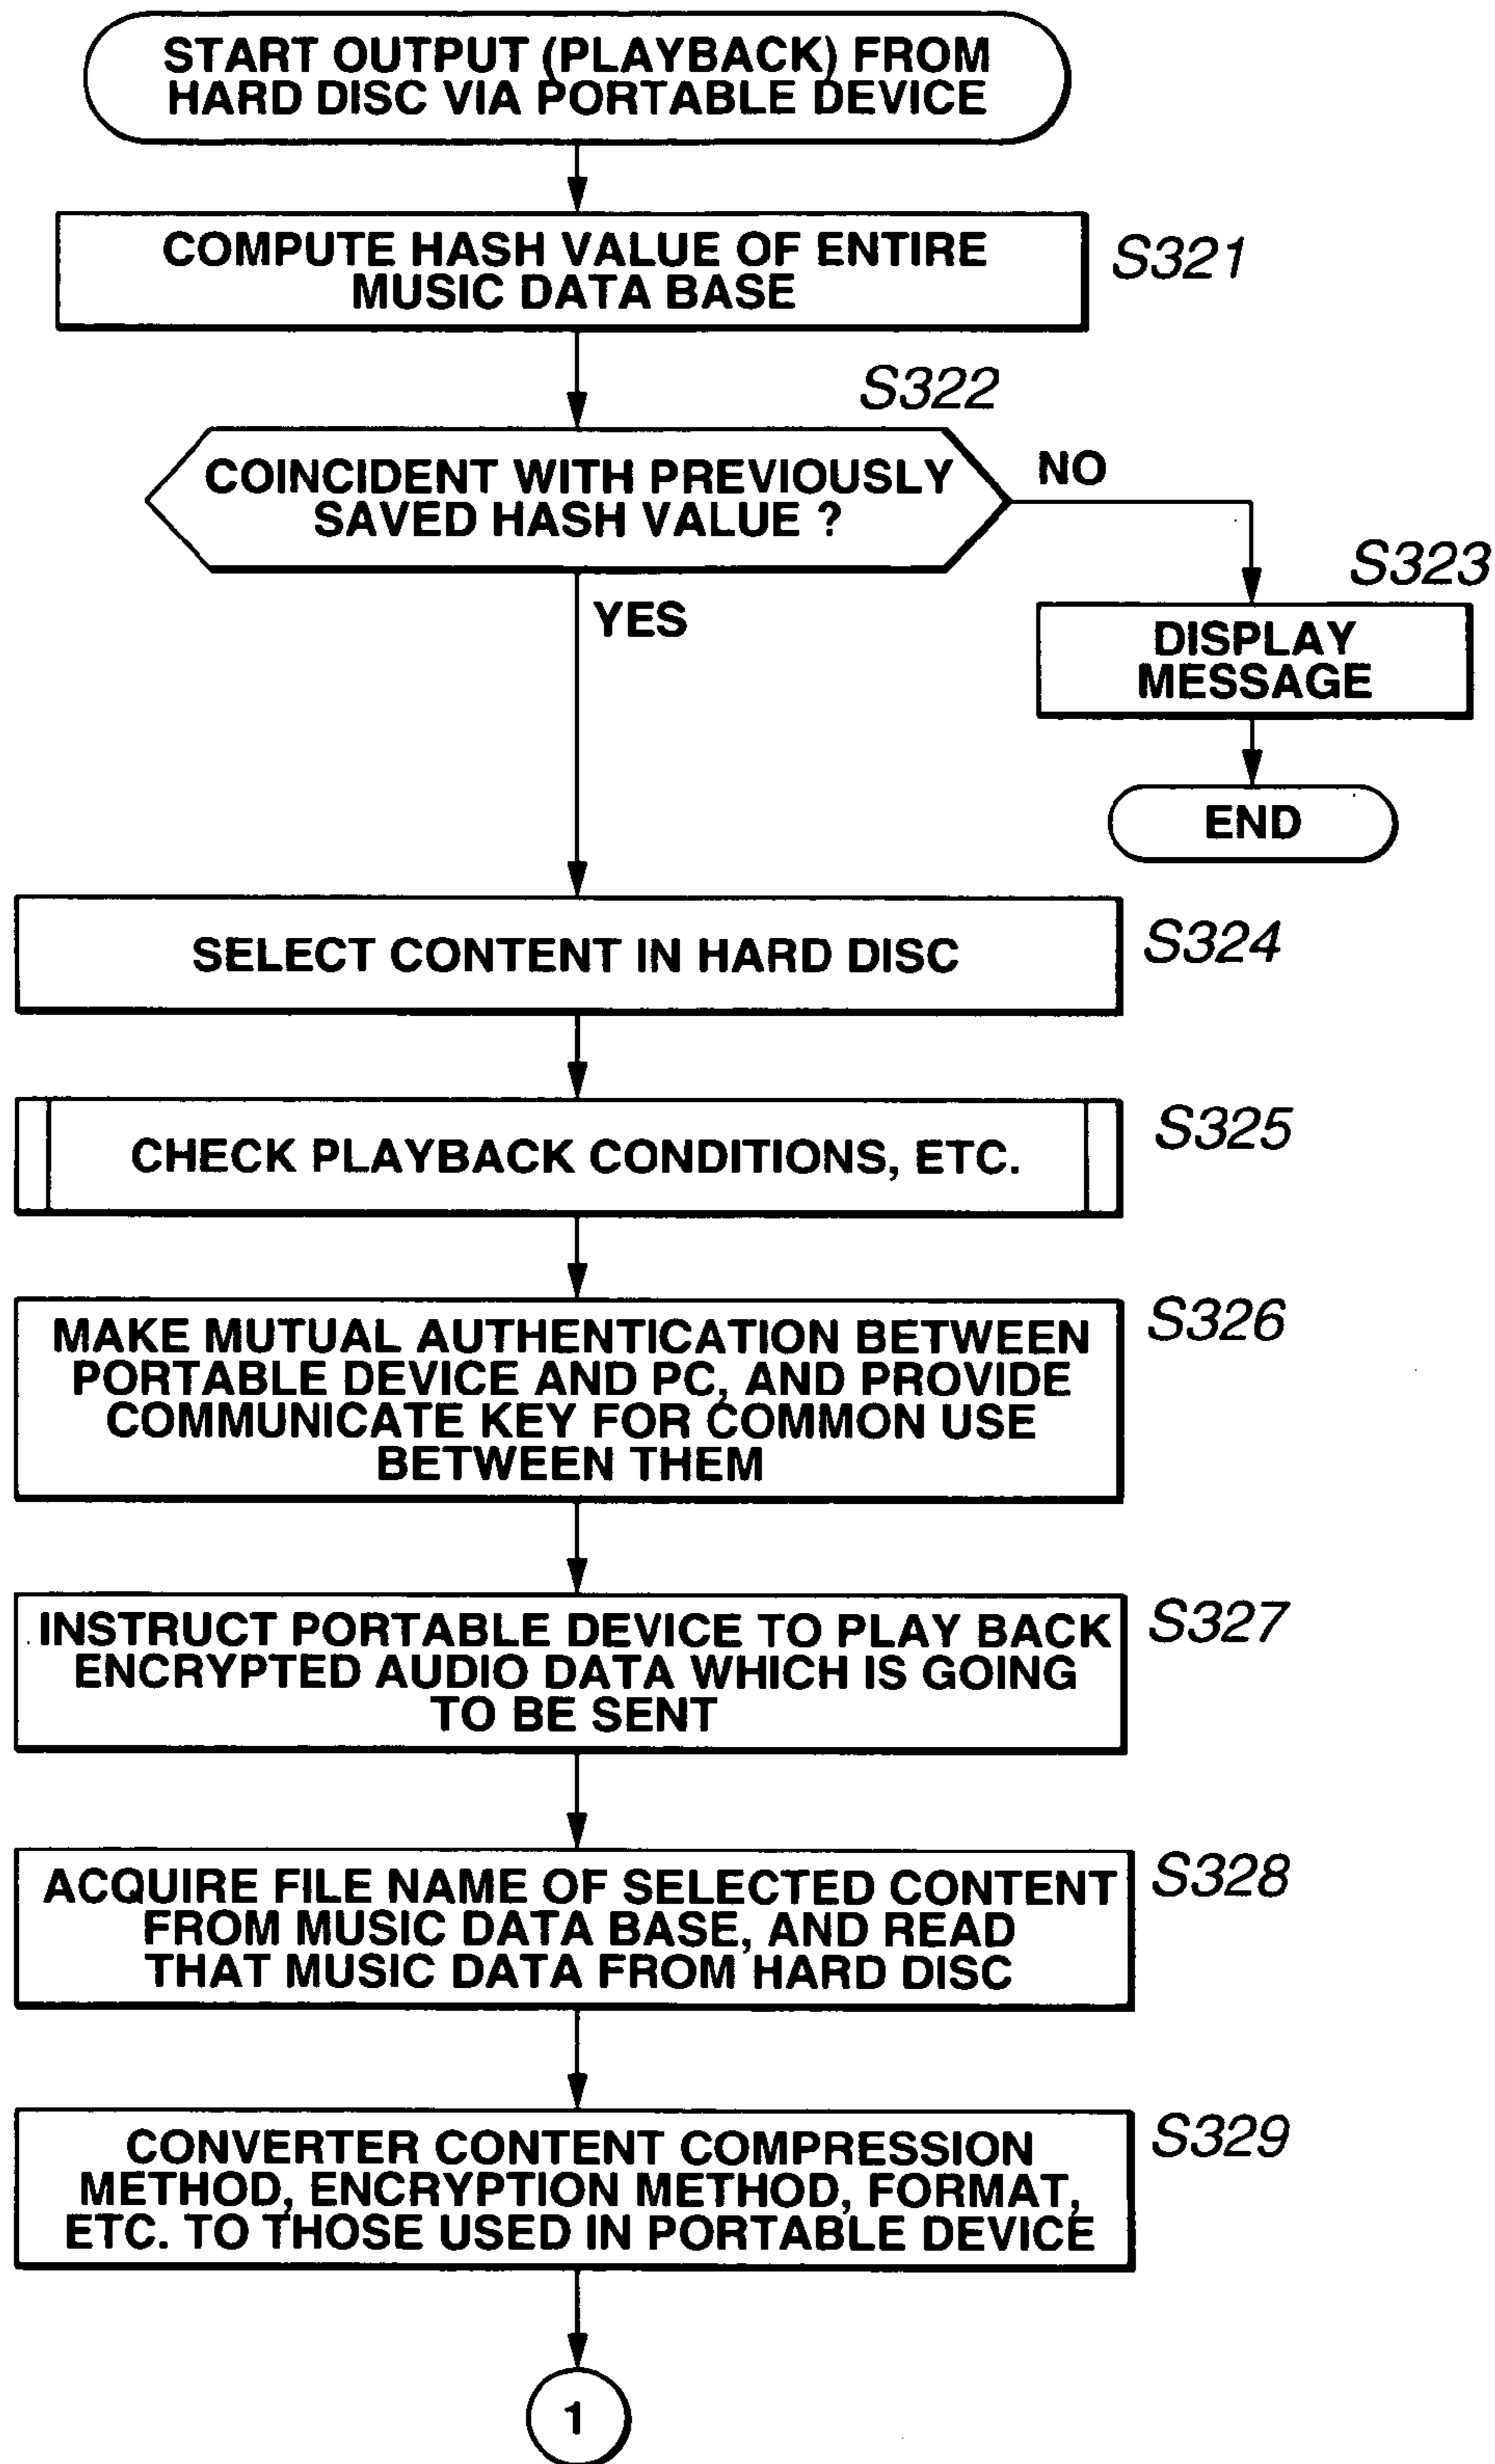 START OUTPUT (PLAYBACK) FROM
HARD DISC VIA PORTABLE DEVICE
COMPUTE HASH VALUE OF ENTIRE
MUSIC DATA BASE
S321
S322
COINCIDENT WITH PREVIOUSLY
SAVED HASH VALUE ?
NO
YES
S323
DISPLAY
MESSAGE
END
SELECT CONTENT IN HARD DISC
S324
CHECK PLAYBACK CONDITIONS, ETC.
S325
MAKE MUTUAL AUTHENTICATION BETWEEN
PORTABLE DEVICE AND PC, AND PROVIDE
COMMUNICATE KEY FOR COMMON USE
BETWEEN THEM
S326
INSTRUCT PORTABLE DEVICE TO PLAY BACK
ENCRYPTED AUDIO DATA WHICH IS GOING
TO BE SENT
S327
ACQUIRE FILE NAME OF SELECTED CONTENT
FROM MUSIC DATA BASE, AND READ
THAT MUSIC DATA FROM HARD DISC
S328
CONVERTER CONTENT COMPRESSION
METHOD, ENCRYPTION METHOD, FORMAT,
ETC. TO THOSE USED IN PORTABLE DEVICE
S329
1